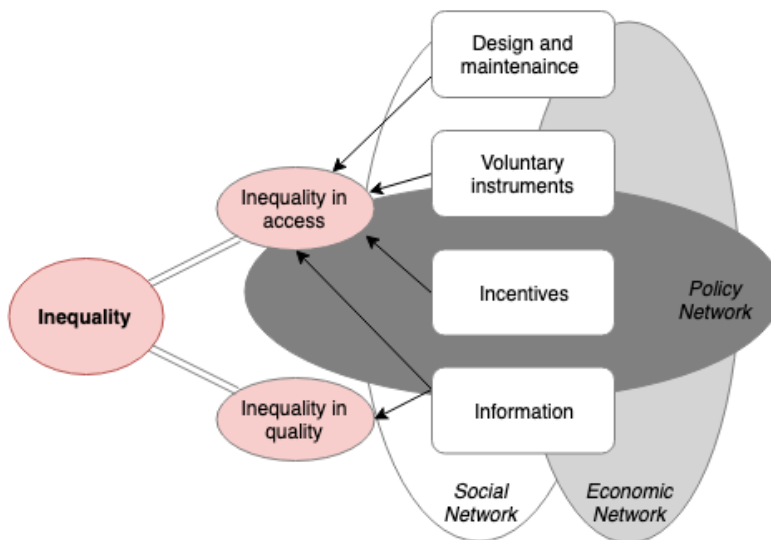 Design and
maintenaince
Voluntary
instruments
Inequality in
access
Incentives
Policy
Network
Inequality
Inequality in
quality
Information
Social
Network
Economic
Network